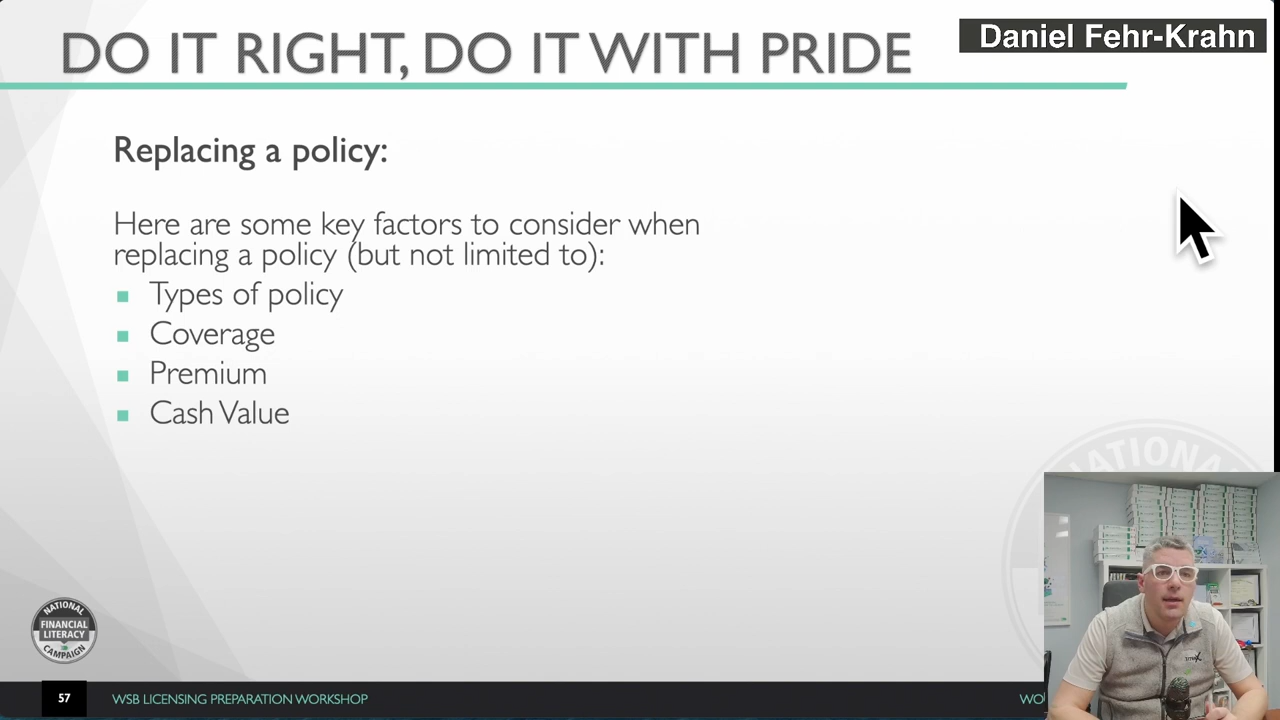 DO IT RIGHT, DO IT WITH PRIDE
Daniel Fehr-Krahn
Replacing a policy:
Here are some key factors to consider when
replacing a policy (but not limited to):
Types of policy
Coverage
Premium
Cash Value
NATIONAL
NATIONAL
FINANCIAL
LITERACY
CAMPAIGN
57
WSB LICENSING PREPARATION WORKSHOP